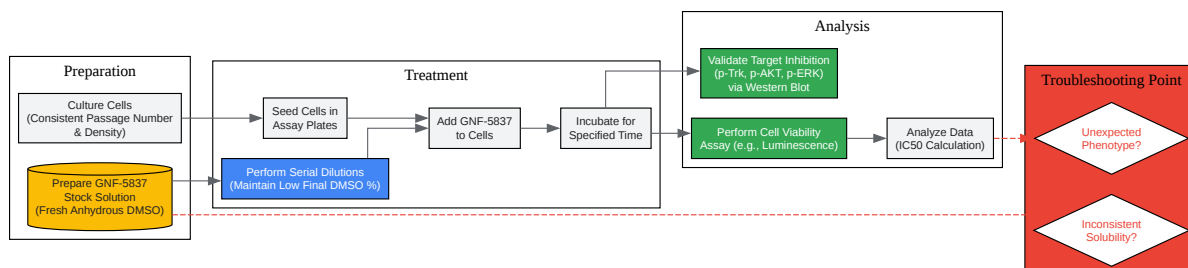 Preparation
Culture Cells
(Consistent Passage Number
& Density)
Prepare GNF-5837
Stock Solution
(Fresh Anhydrous DMSO)
Treatment
Seed Cells in
Assay Plates
Perform Serial Dilutions
(Maintain Low Final DMSO %)
Add GNF-5837
to Cells
Incubate for
Specified Time
Analysis
Validate Target Inhibition
(p-Trk, p-AKT, p-ERK)
via Western Blot
Perform Cell Viability
Assay (e.g., Luminescence)
Analyze Data
(IC50 Calculation)
Troubleshooting Point
Unexpected
Phenotype?
Inconsistent
Solubility?